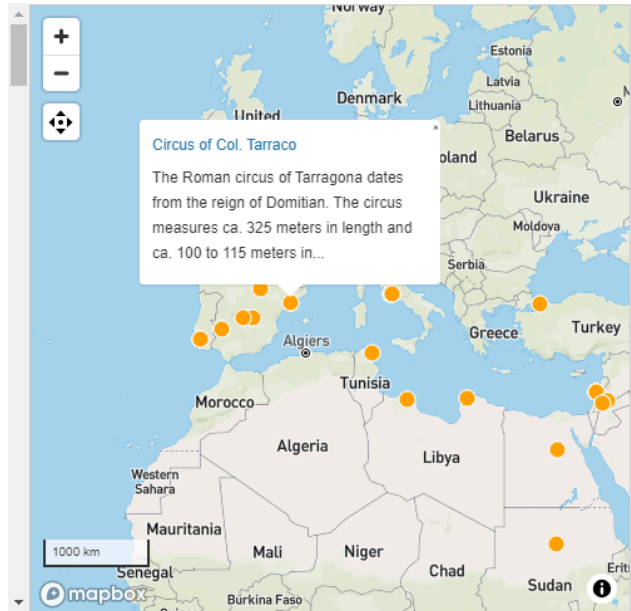 Norway
+
−
Estonia
Latvia
Denmark
Lithuania
M
United
Belarus
oland
Circus of Col. Tarraco
The Roman circus of Tarragona dates
from the reign of Domitian. The circus
measures ca. 325 meters in length and
ca. 100 to 115 meters in...
Ukraine
Moldova
Serbia
Greece
Turkey
Algiers
Tunisia
Morocco
Algeria
Libya
Western
Sahara
Mauritania
1000 km
Mali
Niger
Chad
Senegal
Sudan
Erit
mapbox
Burkina Faso
i